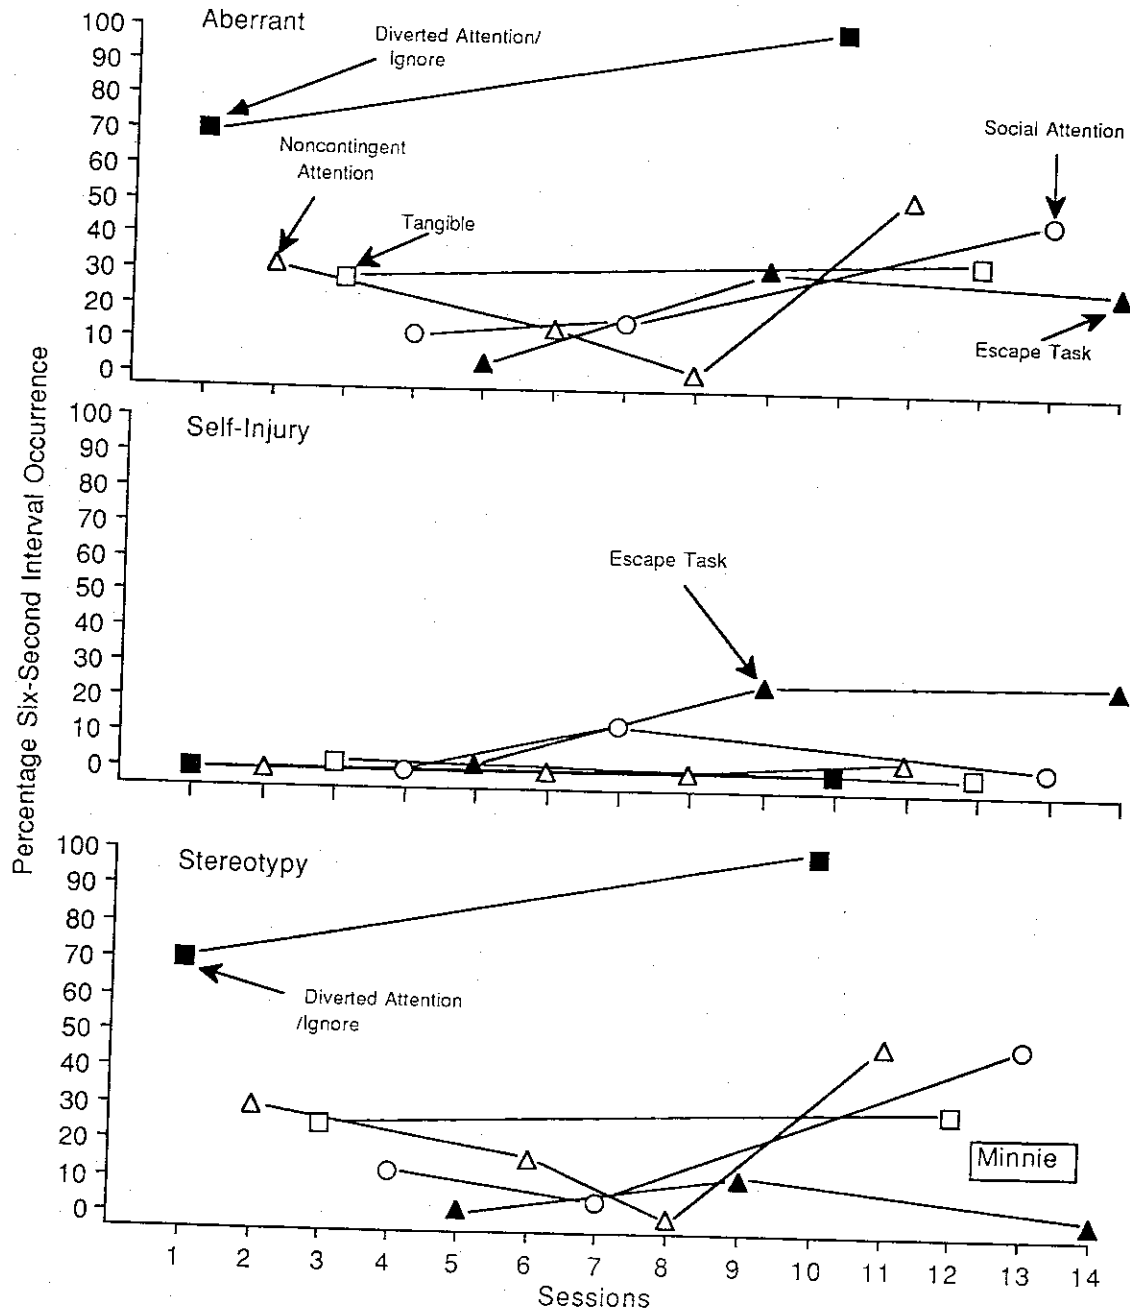 Aberrant
Diverted Attention/
Ignore
Noncontingent
Attention
Tangible
Social Attention
Escape Task
100
90
80
70
60
50
40
30
20
10
0
Percentage Six-Second Interval Occurrence
Self-Injury
Escape Task
100
90
80
70
60
50
40
30
20
10
0
Stereotypy
Diverted Attention
/Ignore
Minnie
100
90
80
70
60
50
40
30
20
10
0
1 2 3 4 5 6 7 8 9 10 11 12 13 14
Sessions